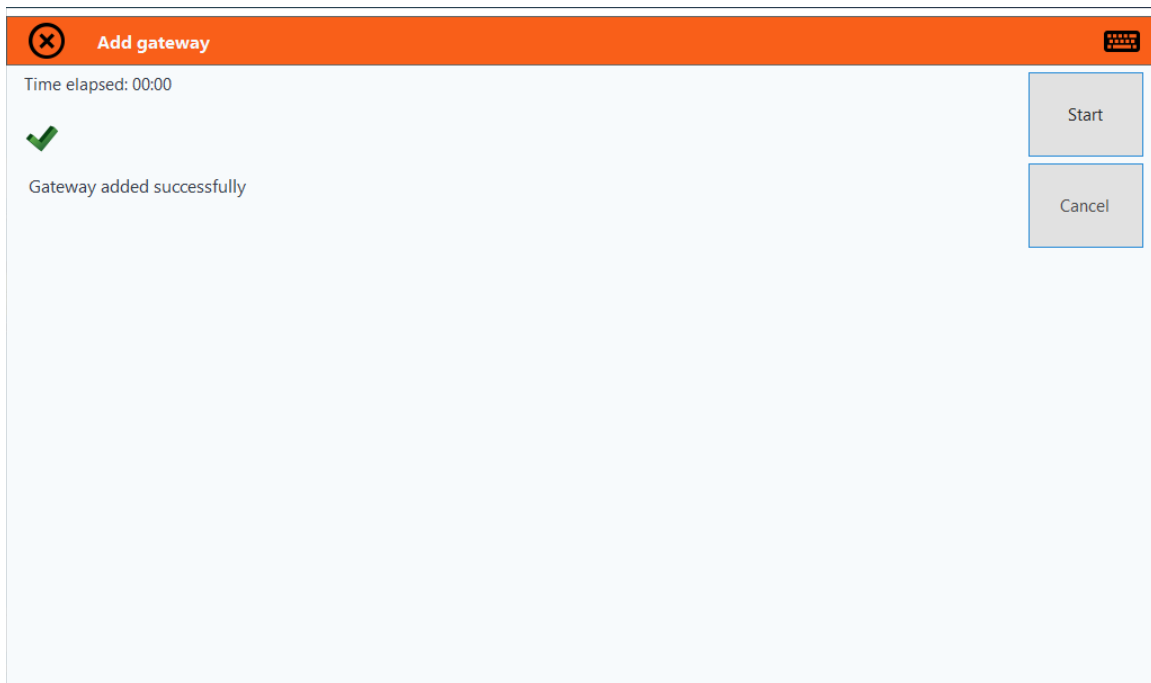 Add gateway
Time elapsed: 00:00
Start
Gateway added successfully
Cancel